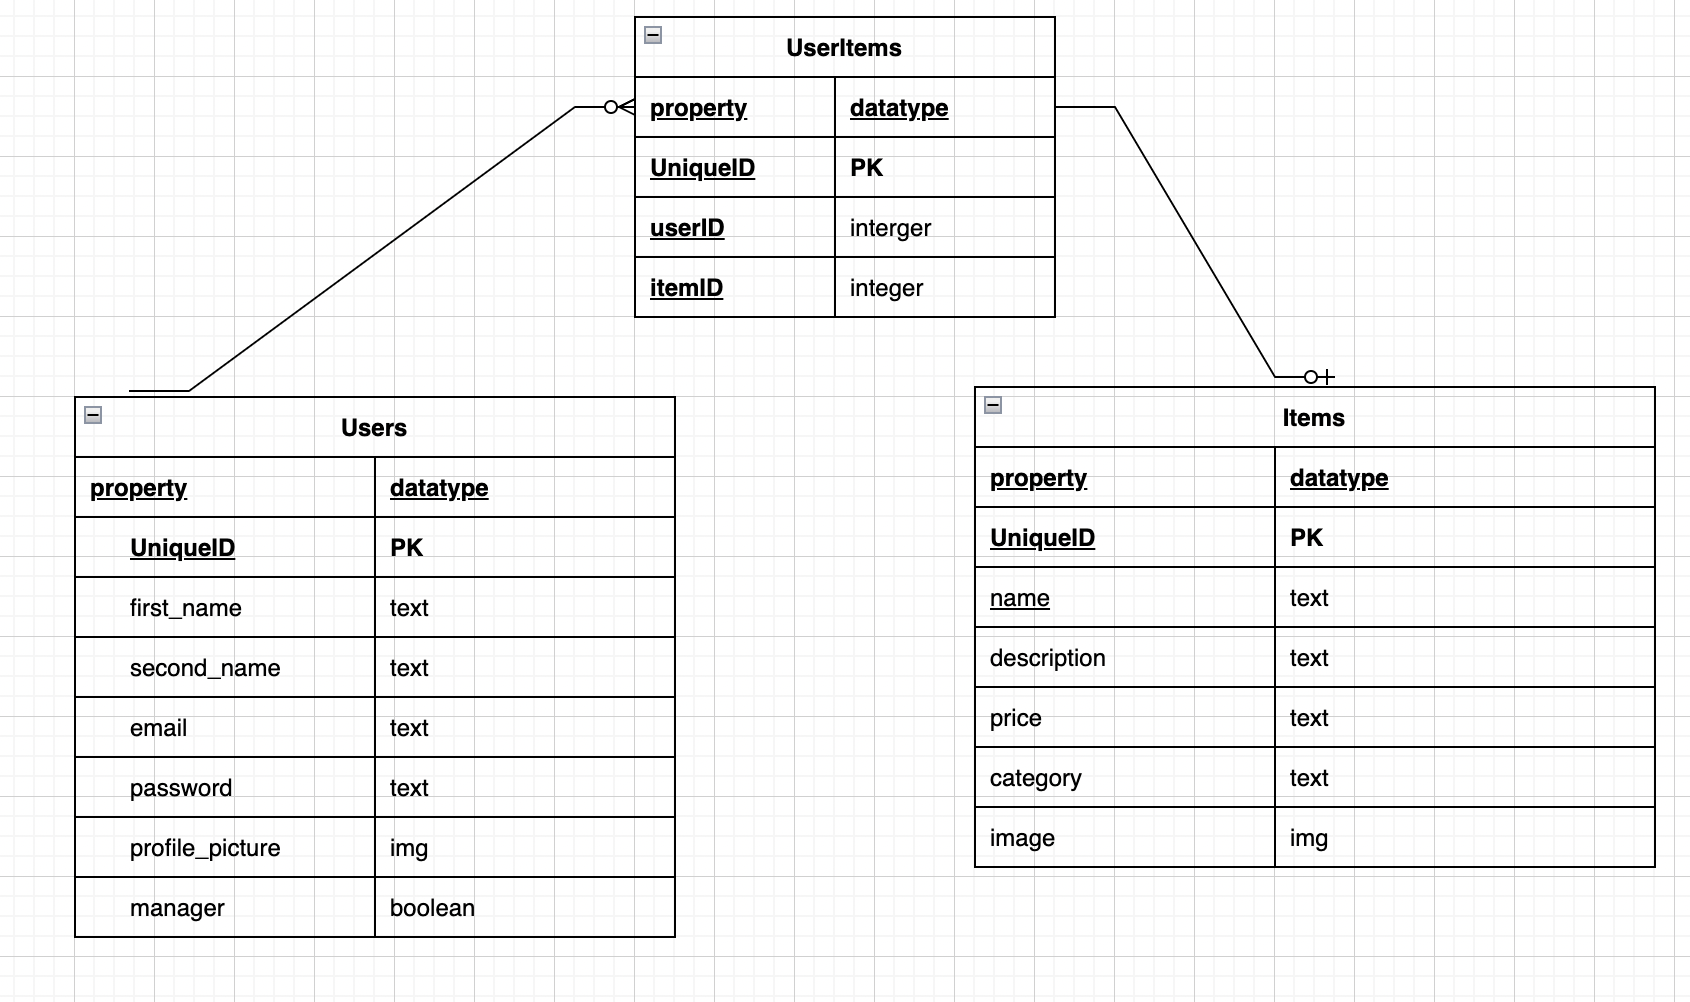 UserItems
property datatype
UniqueID PK
userID interger
itemID integer
Users
property datatype
UniqueID PK
first_name text
second_name text
email text
password text
profile_picture img
manager boolean
Items
property datatype
UniqueID PK
name text
description text
price text
category text
image img